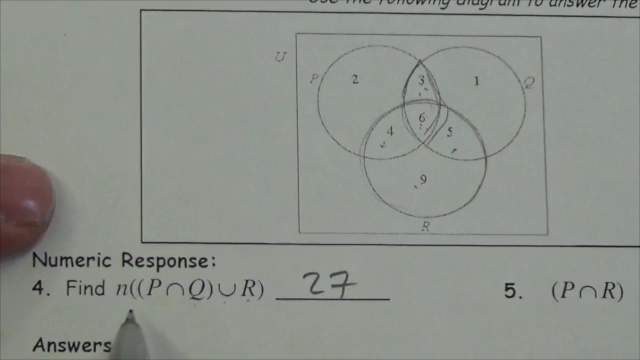 Use the following diagram to answer the
U
P 2 3 1 Q
6
4 5
9
R
Numeric Response:
4. Find n((P∩Q)∪R) 27 5. (P∩R)
Answers